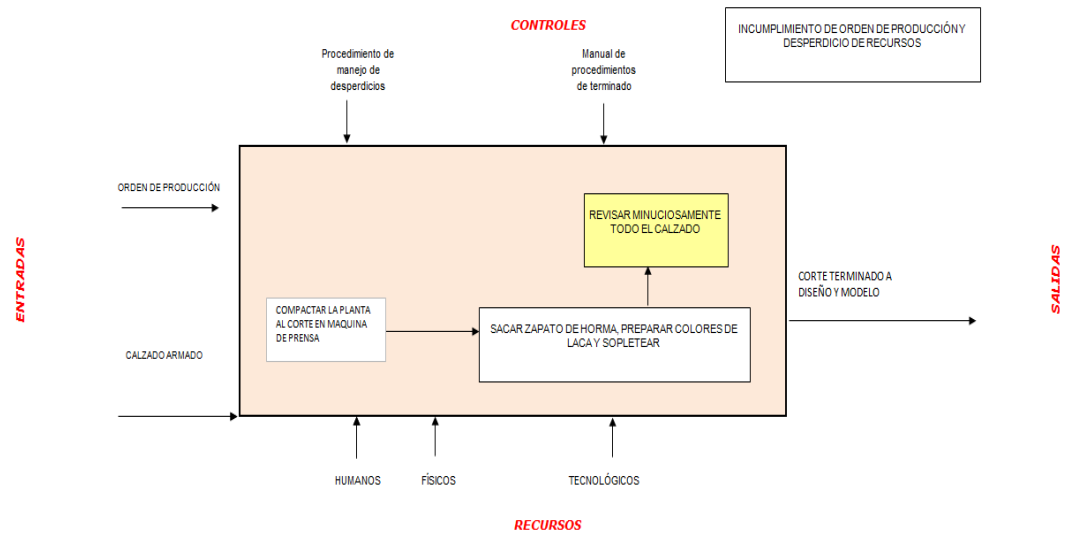 CONTROLES
INCUMPLIMIENTO DE ORDEN DE PRODUCCIÓN Y
DESPERDICIO DE RECURSOS
Procedimiento de
manejo de
desperdicios
Manual de
procedimientos
de terminado
ORDEN DE PRODUCCIÓN
REVISAR MINUCIOSAMENTE
TODO EL CALZADO
ENTRADAS
SALIDAS
CORTE TERMINADO A
DISEÑO Y MODELO
COMPACTAR LA PLANTA
AL CORTE EN MAQUINA
DE PRENSA
SACAR ZAPATO DE HORMA, PREPARAR COLORES DE
LACA Y SOPLETEAR
CALZADO ARMADO
HUMANOS
FÍSICOS
TECNOLÓGICOS
RECURSOS